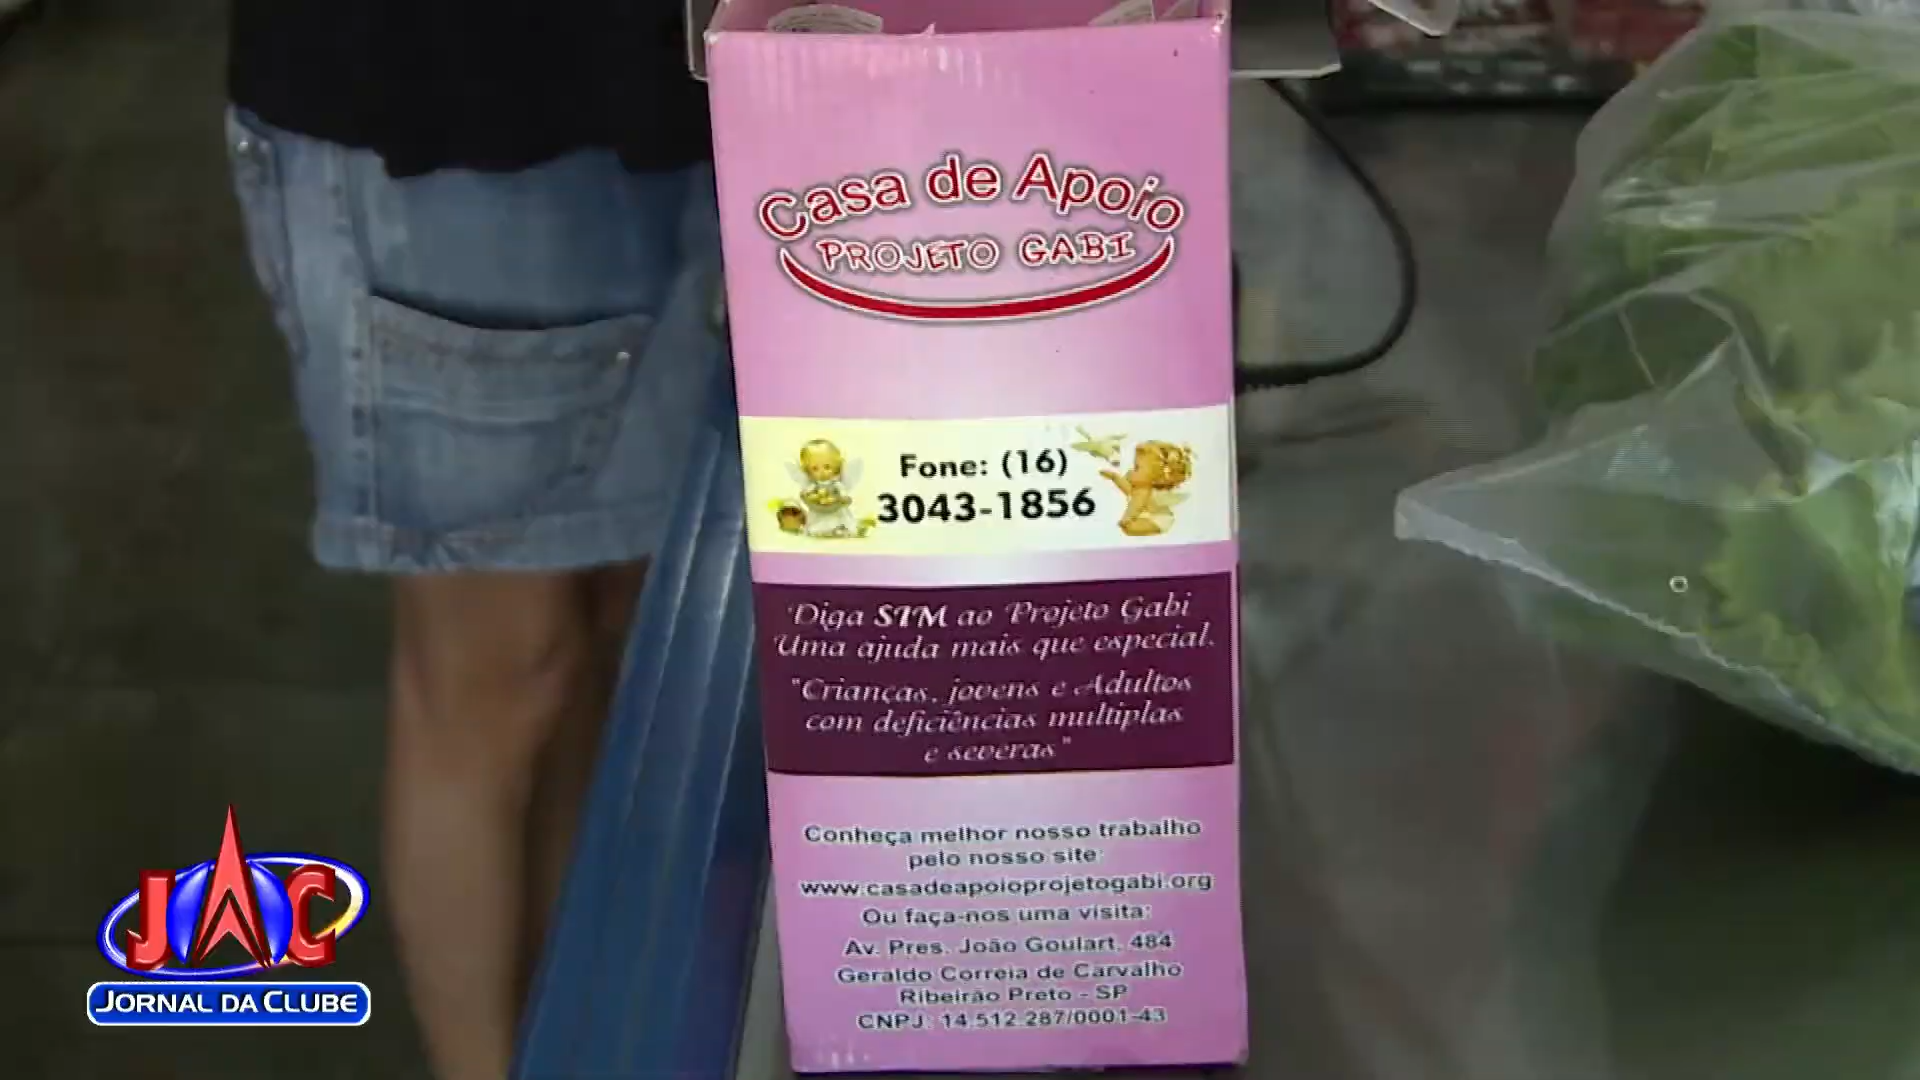 Casa de Apoio
PROJETO GABI
Fone: (16)
3043-1856
"Diga SIM ao Projeto Gabi
Uma ajuda mais que especial.
"Crianças, jovens e Adultos
com deficiências multiplas
e severas"
Conheça melhor nosso trabalho
pelo nosso site:
www.casadeapoioprojetogabi.org
Ou faça-nos uma visita:
Av. Pres. João Goulart, 484
Geraldo Correia de Carvalho
Ribeirão Preto - SP
CNPJ: 14.512.287/0001-43
JC
JORNAL DA CLUBE